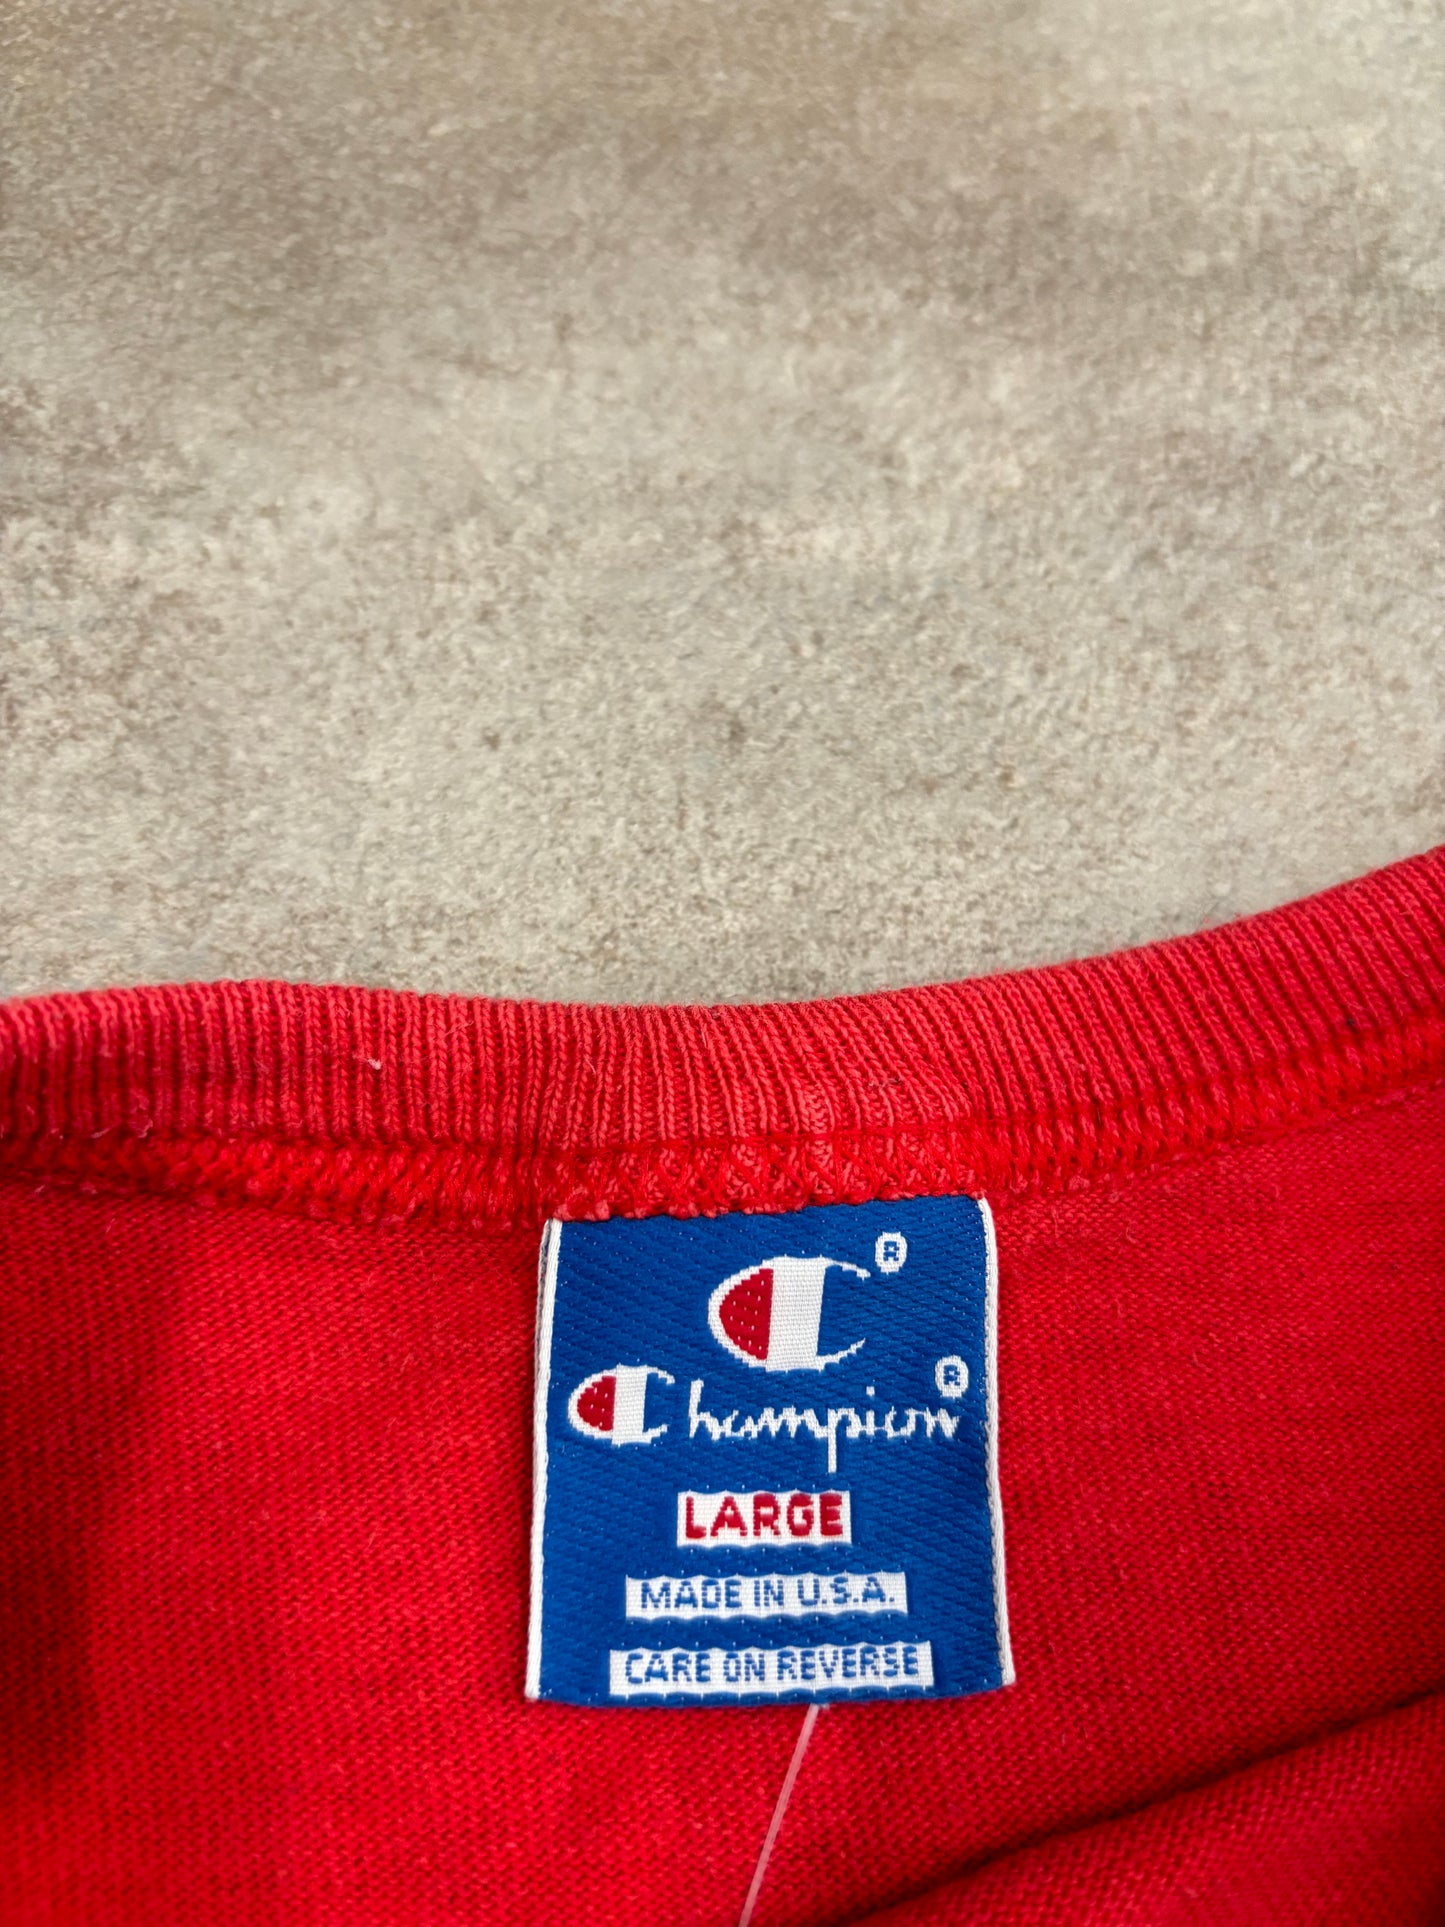 ®
Champion®
LARGE
MADE IN U.S.A.
CARE ON REVERSE